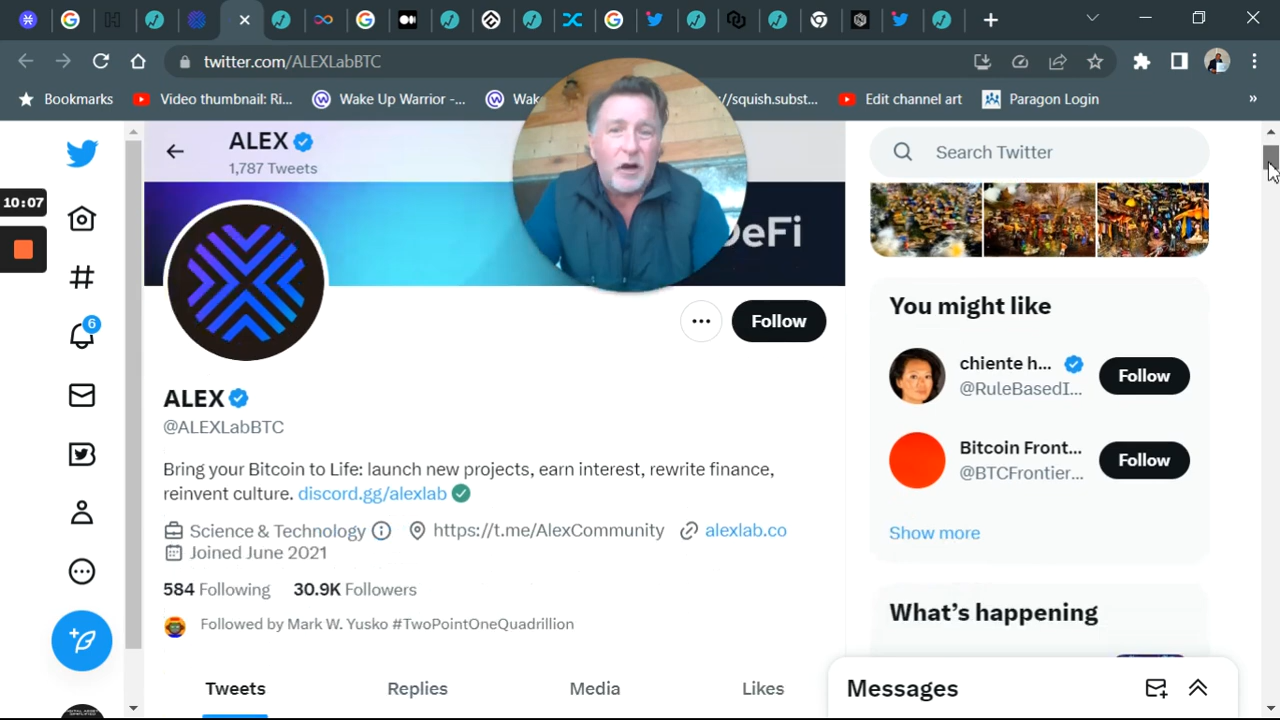 twitter.com/ALEXLabBTC
Bookmarks
Video thumbnail: Ri...
Wake Up Warrior -...
//squish.subst...
Edit channel art
Paragon Login
»
ALEX
1,787 Tweets
Search Twitter
10:07
DeFi
Follow
You might like
chiente h...
@RuleBasedI...
Follow
6
ALEX
@ALEXLabBTC
Bitcoin Front...
@BTCFrontier...
Follow
Bring your Bitcoin to Life: launch new projects, earn interest, rewrite finance,
reinvent culture. discord.gg/alexlab
Science & Technology
https://t.me/AlexCommunity
alexlab.co
Joined June 2021
Show more
584 Following 30.9K Followers
Followed by Mark W. Yusko #TwoPointOneQuadrillion
What's happening
Tweets
Replies
Media
Likes
Messages